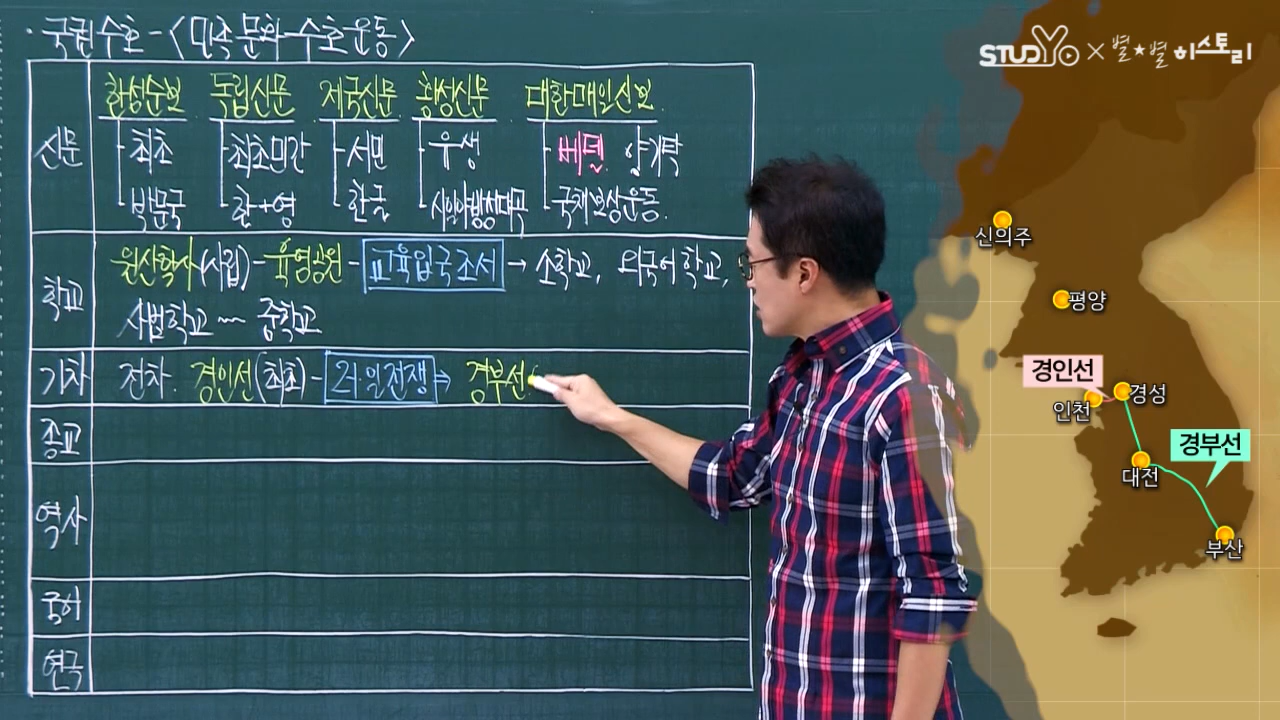 · 국권수호 - <민족 문화 수호 운동>
STUDYo × 별★별 히스토리
신문
한성순보 독립신문 제국신문 황성신문 대한매일신보
최초 최초 민간 서민 유생 베델. 양기탁
박문국 한+영 한글 시일야방성대곡 국채보상운동.
학교
원산학사(사립) - 육영공원 - 교육입국조서 → 소학교, 외국어 학교,
사범학교 ~ 중학교
기차
전차. 경인선(최초) - 러·일전쟁 ⇒ 경부선
종교
역사
국어
연극
신의주
평양
경인선
경성
인천
경부선
대전
부산